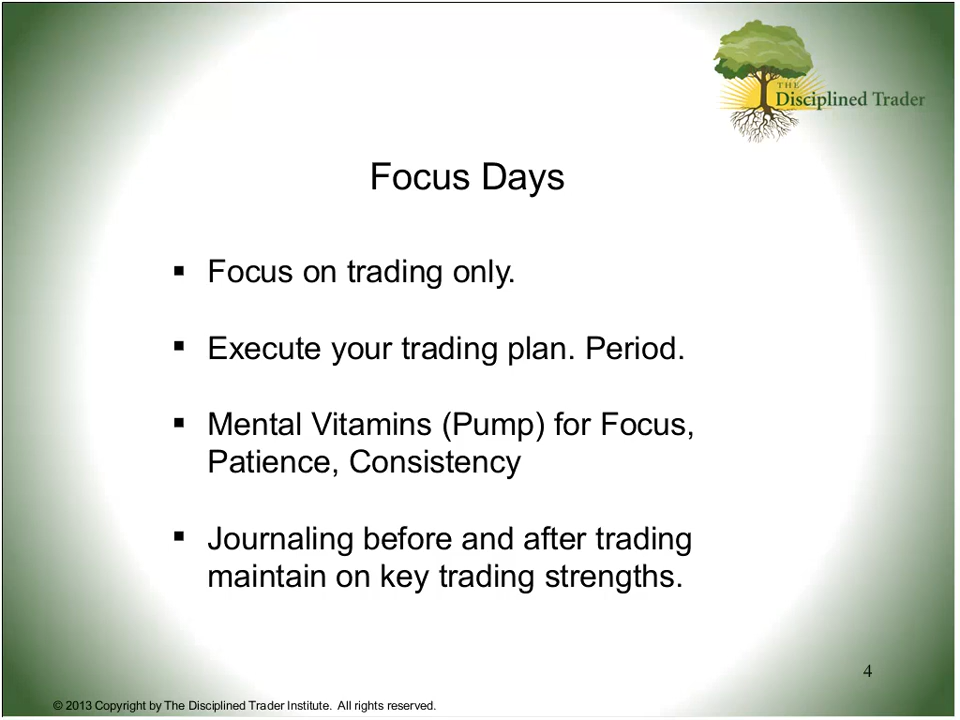 THE
Disciplined Trader
Focus Days
▪ Focus on trading only.
▪ Execute your trading plan. Period.
▪ Mental Vitamins (Pump) for Focus,
Patience, Consistency
▪ Journaling before and after trading
maintain on key trading strengths.
4
© 2013 Copyright by The Disciplined Trader Institute.  All rights reserved.